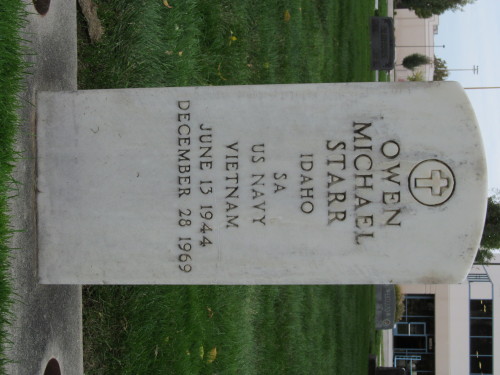 OWEN
MICHAEL
STARR
IDAHO
SA
US NAVY
VIETNAM
JUNE 13 1944
DECEMBER 28 1969